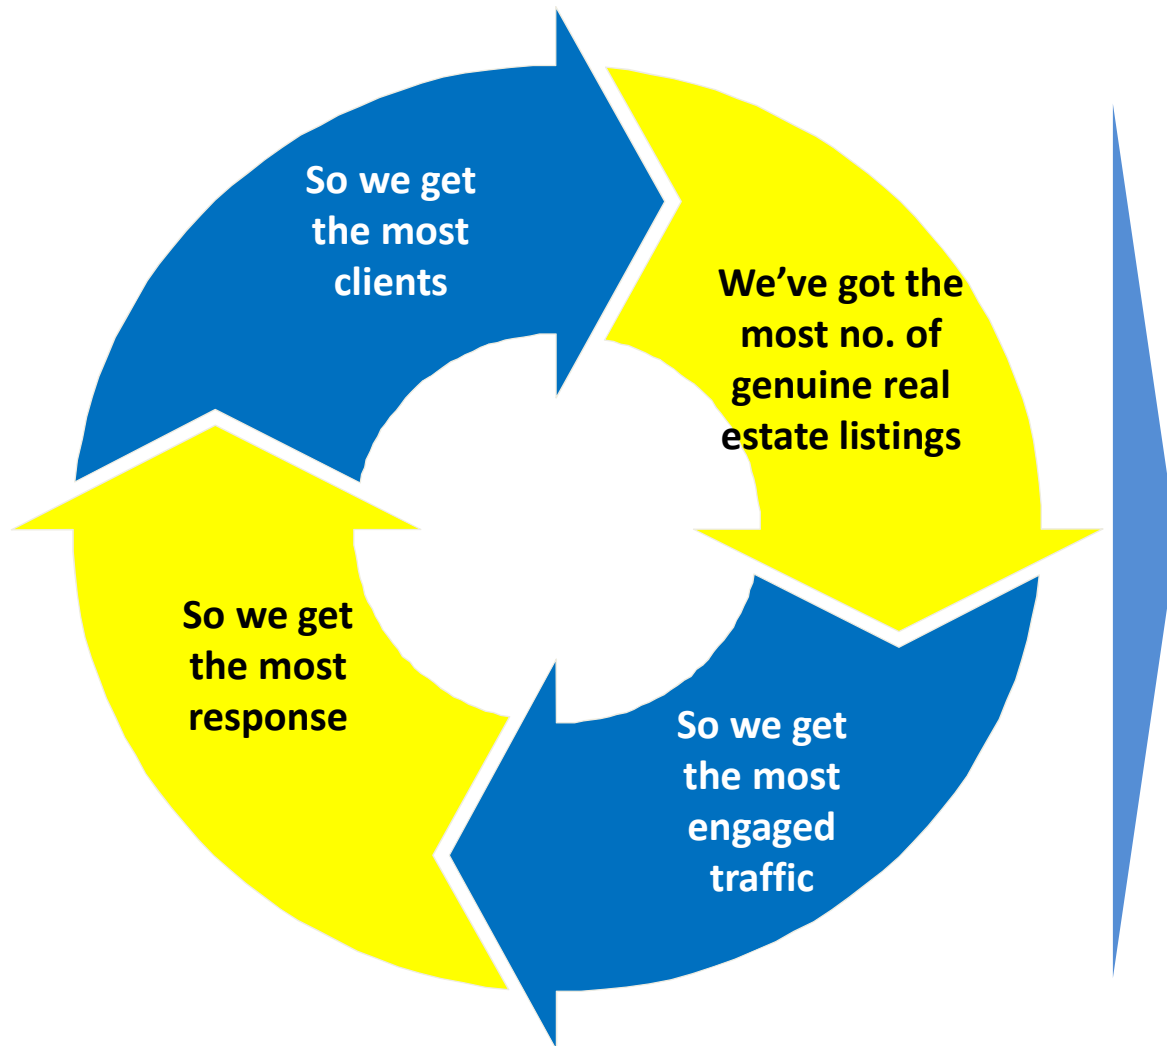 So we get
the most
clients
We’ve got the
most no. of
genuine real
estate listings
So we get
the most
response
So we get
the most
engaged
traffic